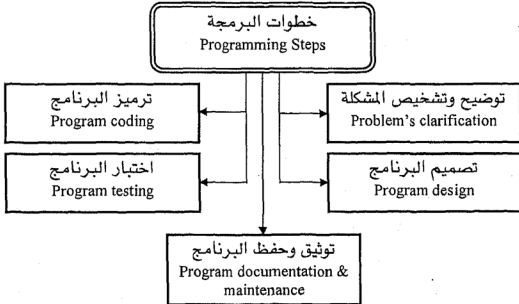 خطوات البرمجة
Programming Steps
توضيح وتشخيص المشكلة
Problem's clarification
ترميز البرنامج
Program coding
تصميم البرنامج
Program design
اختبار البرنامج
Program testing
توثيق وحفظ البرنامج
Program documentation &
maintenance